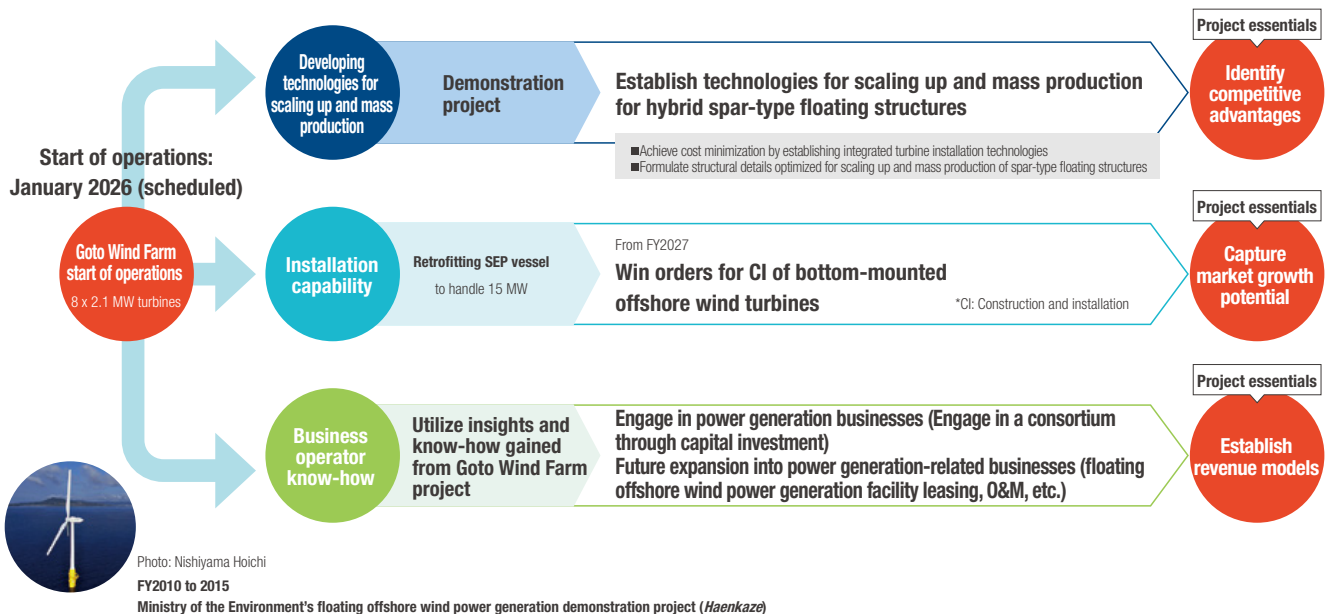 Start of operations:
January 2026 (scheduled)
Goto Wind Farm
start of operations
8 x 2.1 MW turbines
Developing
technologies for
scaling up and mass
production
Demonstration
project
Establish technologies for scaling up and mass production
for hybrid spar-type floating structures
■Achieve cost minimization by establishing integrated turbine installation technologies
■Formulate structural details optimized for scaling up and mass production of spar-type floating structures
Project essentials
Identify
competitive
advantages
Installation
capability
Retrofitting SEP vessel
to handle 15 MW
From FY2027
Win orders for CI of bottom-mounted
offshore wind turbines
*CI: Construction and installation
Project essentials
Capture
market growth
potential
Business
operator
know-how
Utilize insights and
know-how gained
from Goto Wind Farm
project
Engage in power generation businesses (Engage in a consortium
through capital investment)
Future expansion into power generation-related businesses (floating
offshore wind power generation facility leasing, O&M, etc.)
Project essentials
Establish
revenue models
Photo: Nishiyama Hoichi
FY2010 to 2015
Ministry of the Environment's floating offshore wind power generation demonstration project (Haenkaze)